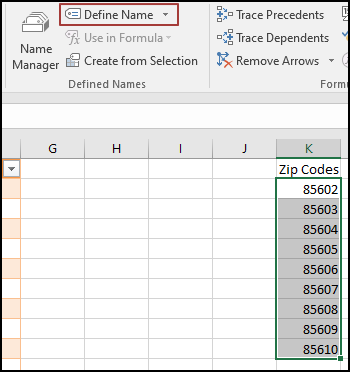 Name
Manager
Define Name
Use in Formula
Create from Selection
Defined Names
Trace Precedents
Trace Dependents
Remove Arrows
G H I J K
Zip Codes
85602
85603
85604
85605
85606
85607
85608
85609
85610